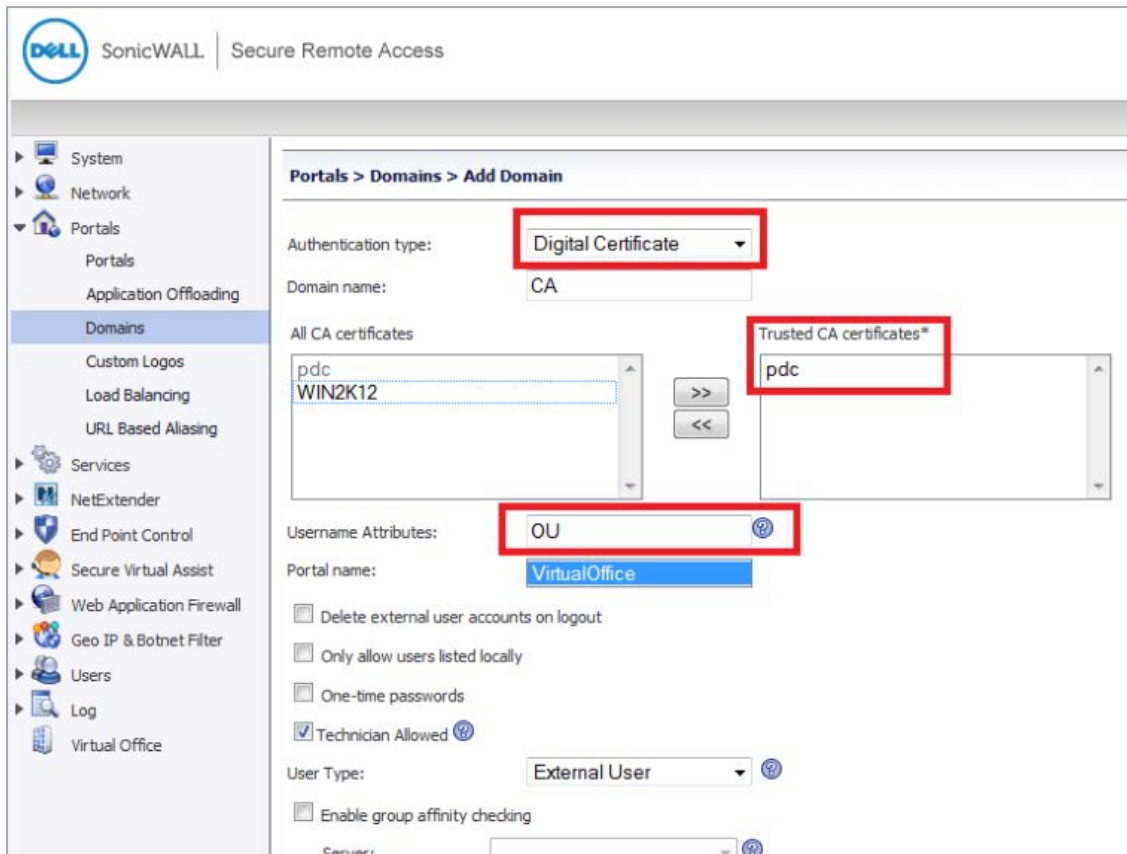 DELL SonicWALL | Secure Remote Access
System
Network
Portals
Portals
Application Offloading
Domains
Custom Logos
Load Balancing
URL Based Aliasing
Services
NetExtender
End Point Control
Secure Virtual Assist
Web Application Firewall
Geo IP & Botnet Filter
Users
Log
Virtual Office
Portals > Domains > Add Domain
Authentication type: Digital Certificate
Domain name: CA
All CA certificates
pdc
WIN2K12
>>
<<
Trusted CA certificates*
pdc
Username Attributes: OU ?
Portal name: VirtualOffice
Delete external user accounts on logout
Only allow users listed locally
One-time passwords
Technician Allowed ?
User Type: External User ?
Enable group affinity checking
Server: ?